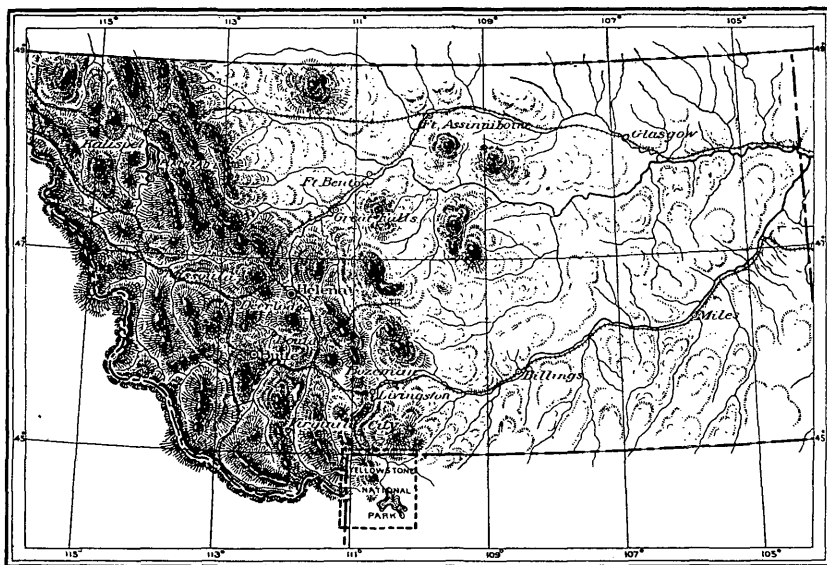 115° 113° 111° 109° 107° 105°
49
Ft. Assinniboine
Glasgow
Kalispel
Ft. Benton
Great Falls
47 47
Helena
Miles
Butte
Bozeman
Billings
Livingston
Virginia City
45 45
YELLOWSTONE
NATIONAL
PARK
115° 113° 111° 109° 107° 105°